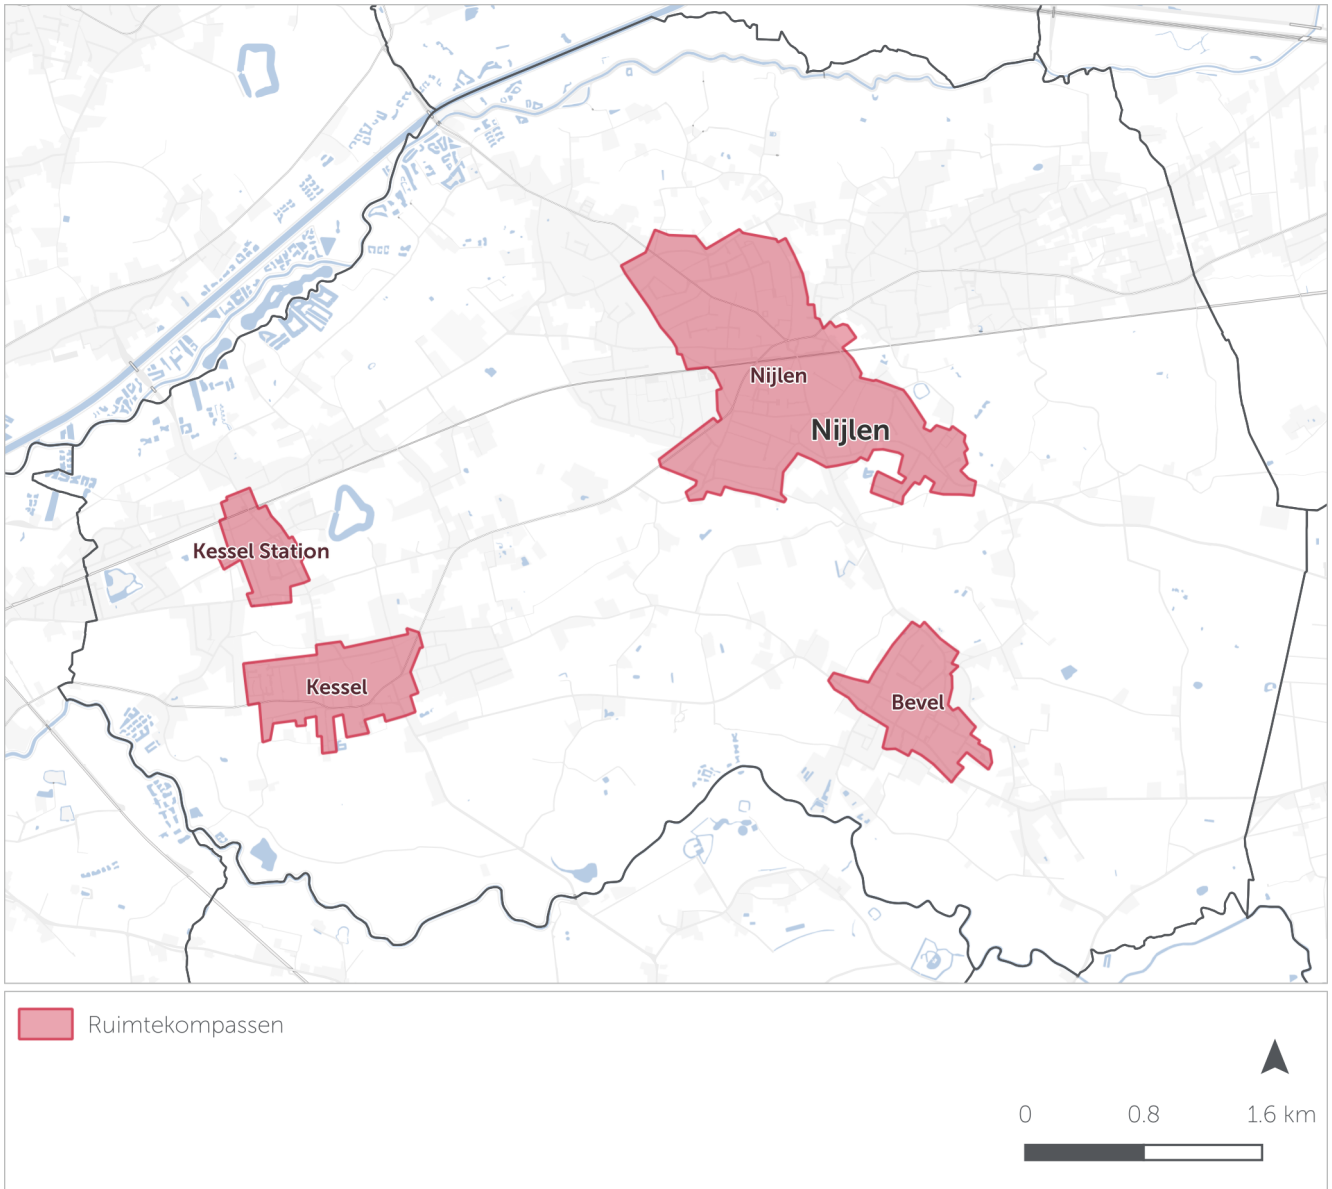 Nijlen
Nijlen
Kessel Station
Kessel
Bevel
Ruimtekompassen
0 0.8 1.6 km